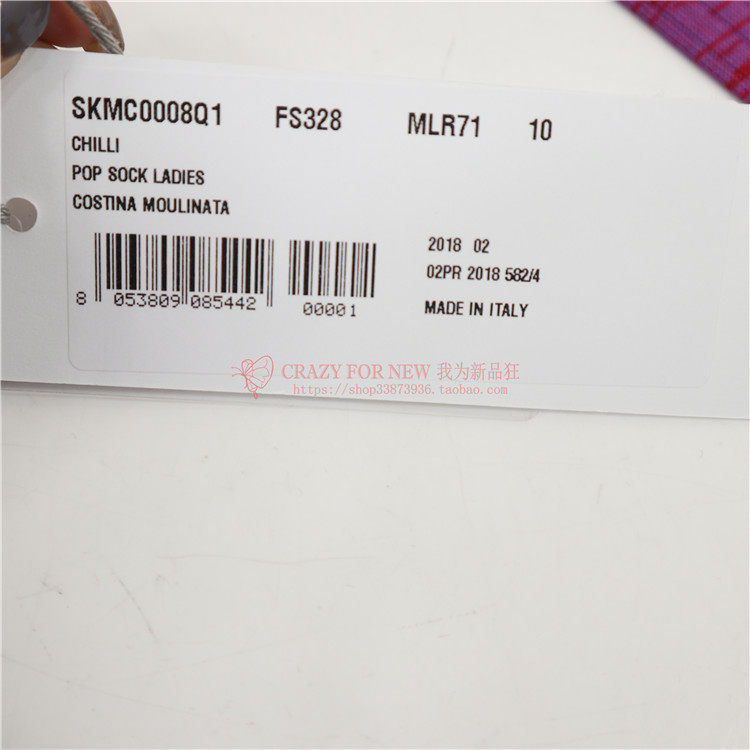 SKMC0008Q1 FS328 MLR71 10
CHILLI
POP SOCK LADIES
COSTINA MOULINATA
2018 02
02PR 2018 582/4
MADE IN ITALY
8 053809 085442 00001
CRAZY FOR NEW 我为新品狂
https://shop33873936.taobao.com